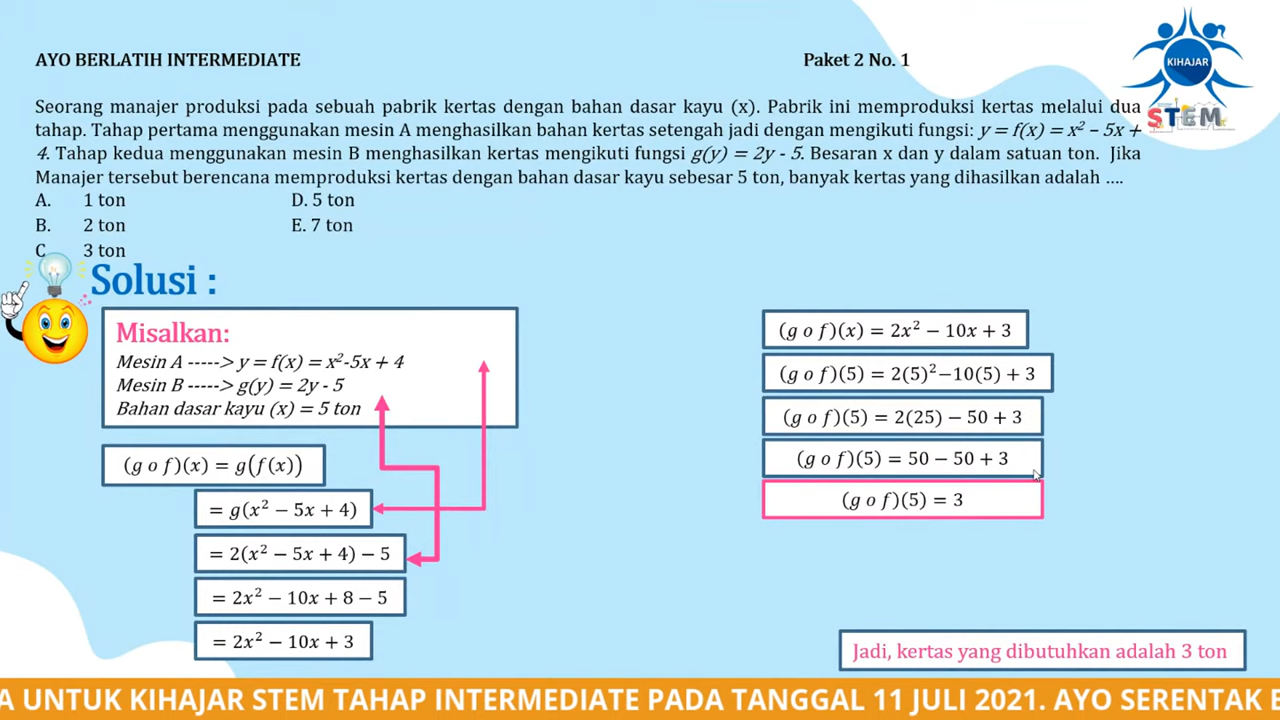 AYO BERLATIH INTERMEDIATE
Paket 2 No. 1
KIHAJAR
STEM
Seorang manajer produksi pada sebuah pabrik kertas dengan bahan dasar kayu (x). Pabrik ini memproduksi kertas melalui dua
tahap. Tahap pertama menggunakan mesin A menghasilkan bahan kertas setengah jadi dengan mengikuti fungsi: y = f(x) = x² – 5x +
4. Tahap kedua menggunakan mesin B menghasilkan kertas mengikuti fungsi g(y) = 2y - 5. Besaran x dan y dalam satuan ton. Jika
Manajer tersebut berencana memproduksi kertas dengan bahan dasar kayu sebesar 5 ton, banyak kertas yang dihasilkan adalah ....
A. 1 ton
D. 5 ton
B. 2 ton
E. 7 ton
C 3 ton
Solusi :
Misalkan:
Mesin A -----> y = f(x) = x²-5x + 4
Mesin B -----> g(y) = 2y - 5
Bahan dasar kayu (x) = 5 ton
(g o f)(x) = g(f(x))
= g(x² − 5x + 4)
= 2(x² − 5x + 4) − 5
= 2x² − 10x + 8 − 5
= 2x² − 10x + 3
(g o f)(x) = 2x² − 10x + 3
(g o f)(5) = 2(5)²−10(5) + 3
(g o f)(5) = 2(25) − 50 + 3
(g o f)(5) = 50 − 50 + 3
(g o f)(5) = 3
Jadi, kertas yang dibutuhkan adalah 3 ton
A UNTUK KIHAJAR STEM TAHAP INTERMEDIATE PADA TANGGAL 11 JULI 2021. AYO SERENTAK